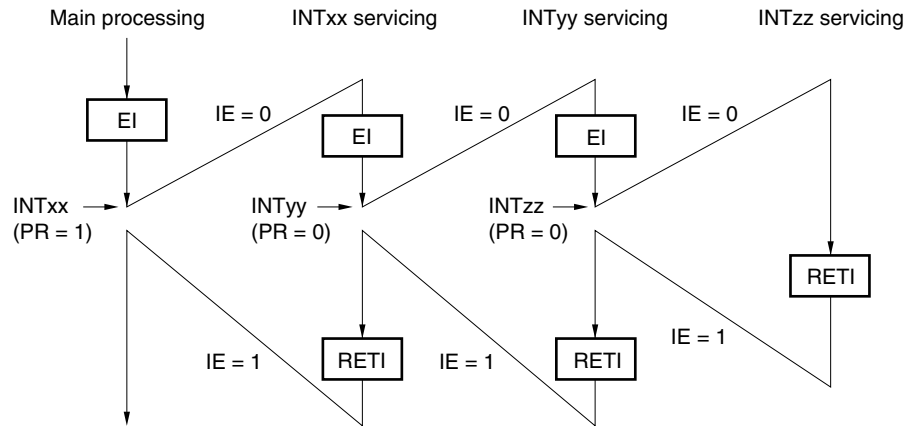 Main processing
INTxx servicing
INTyy servicing
INTzz servicing
EI
IE = 0
EI
IE = 0
EI
IE = 0
INTxx
(PR = 1)
INTyy
(PR = 0)
INTzz
(PR = 0)
RETI
IE = 1
RETI
IE = 1
RETI
IE = 1